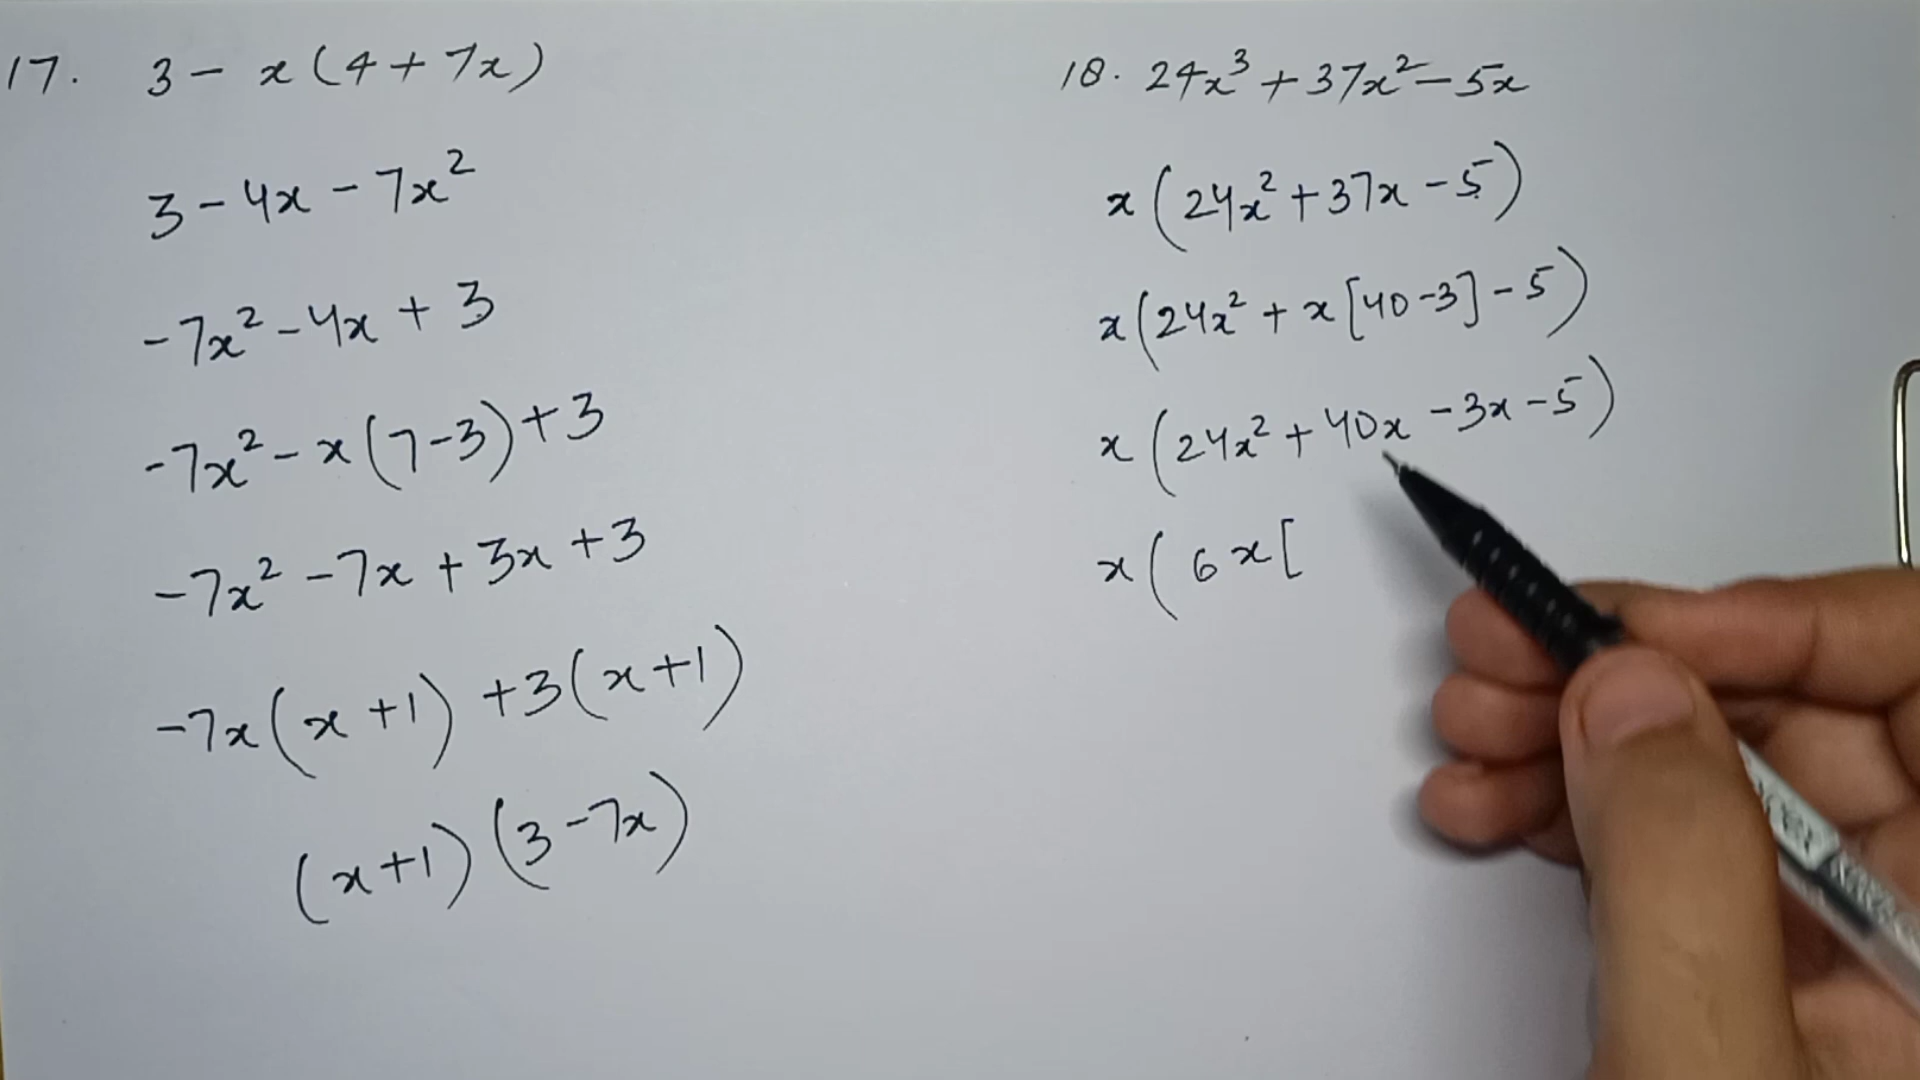 17. 3 - x(4 + 7x)
3 - 4x - 7x²
-7x² - 4x + 3
-7x² - x(7-3) + 3
-7x² - 7x + 3x + 3
-7x(x + 1) + 3(x + 1)
(x + 1)(3 - 7x)
18. 24x³ + 37x² - 5x
x(24x² + 37x - 5)
x(24x² + x[40 - 3] - 5)
x(24x² + 40x - 3x - 5)
x(6x[